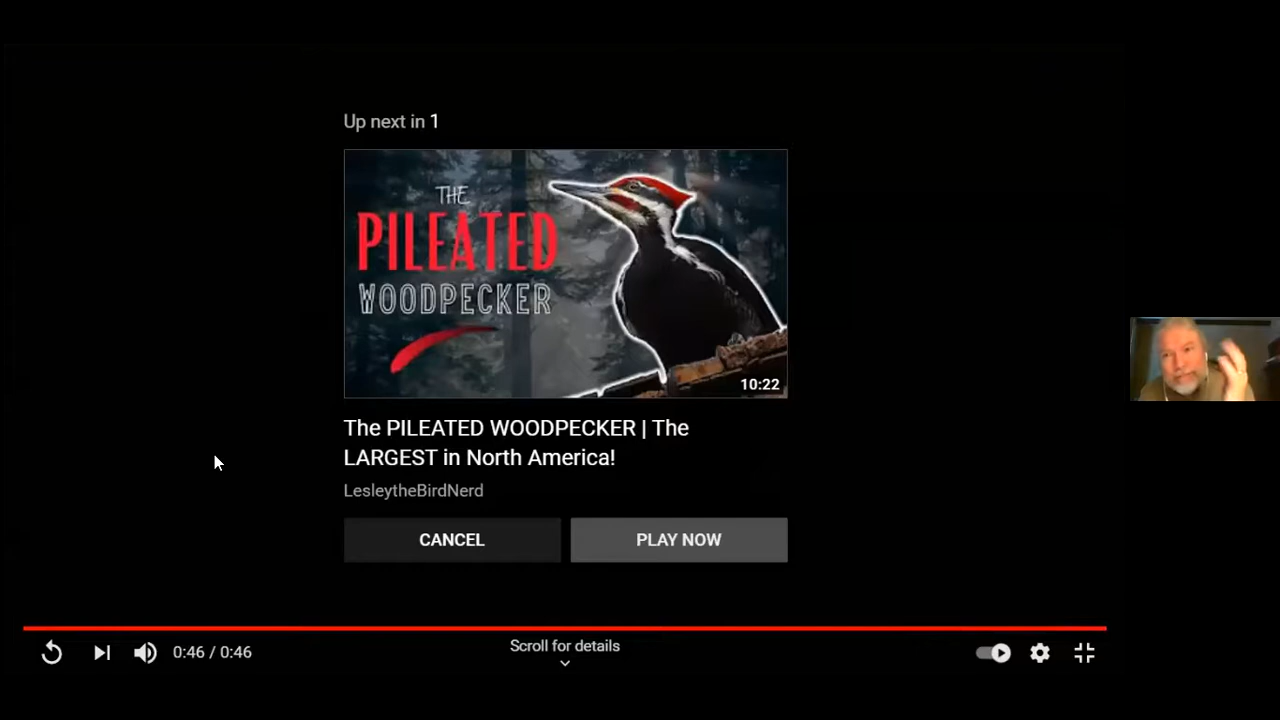 Up next in 1
THE
PILEATED
WOODPECKER
10:22
The PILEATED WOODPECKER | The
LARGEST in North America!
LesleytheBirdNerd
CANCEL
PLAY NOW
0:46 / 0:46
Scroll for details